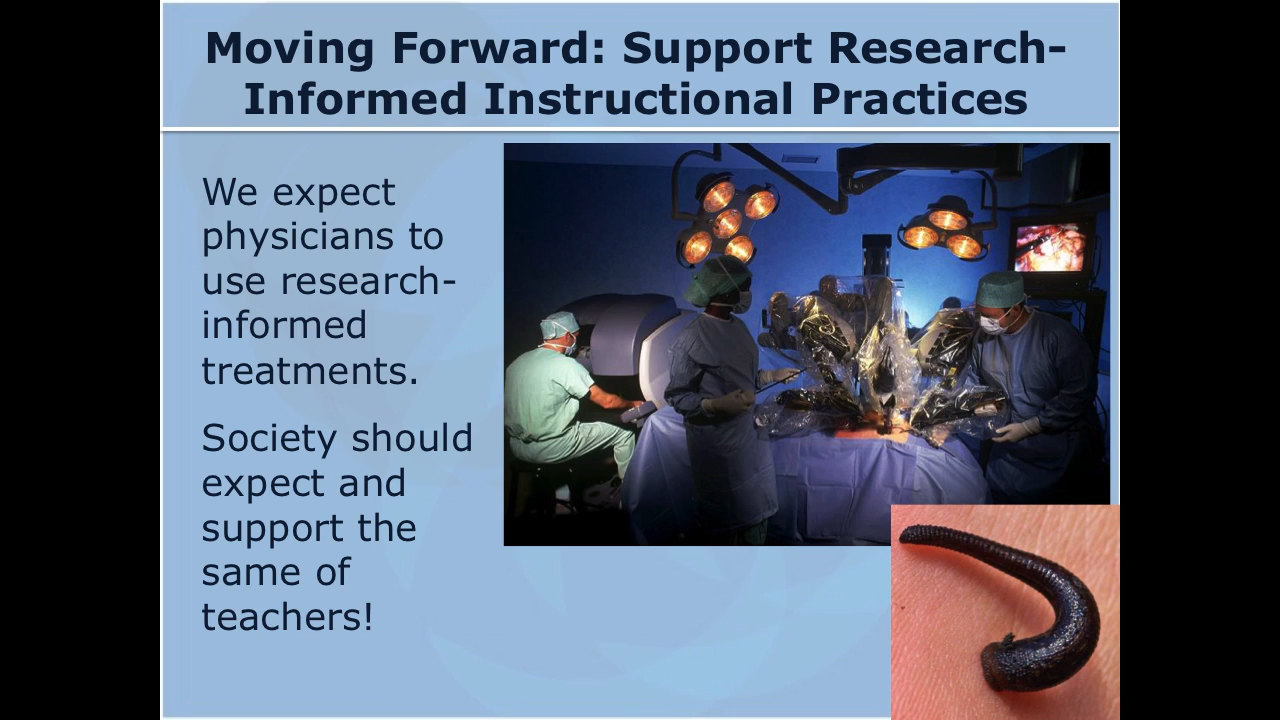 Moving Forward: Support Research-
Informed Instructional Practices
We expect
physicians to
use research-
informed
treatments.
Society should
expect and
support the
same of
teachers!